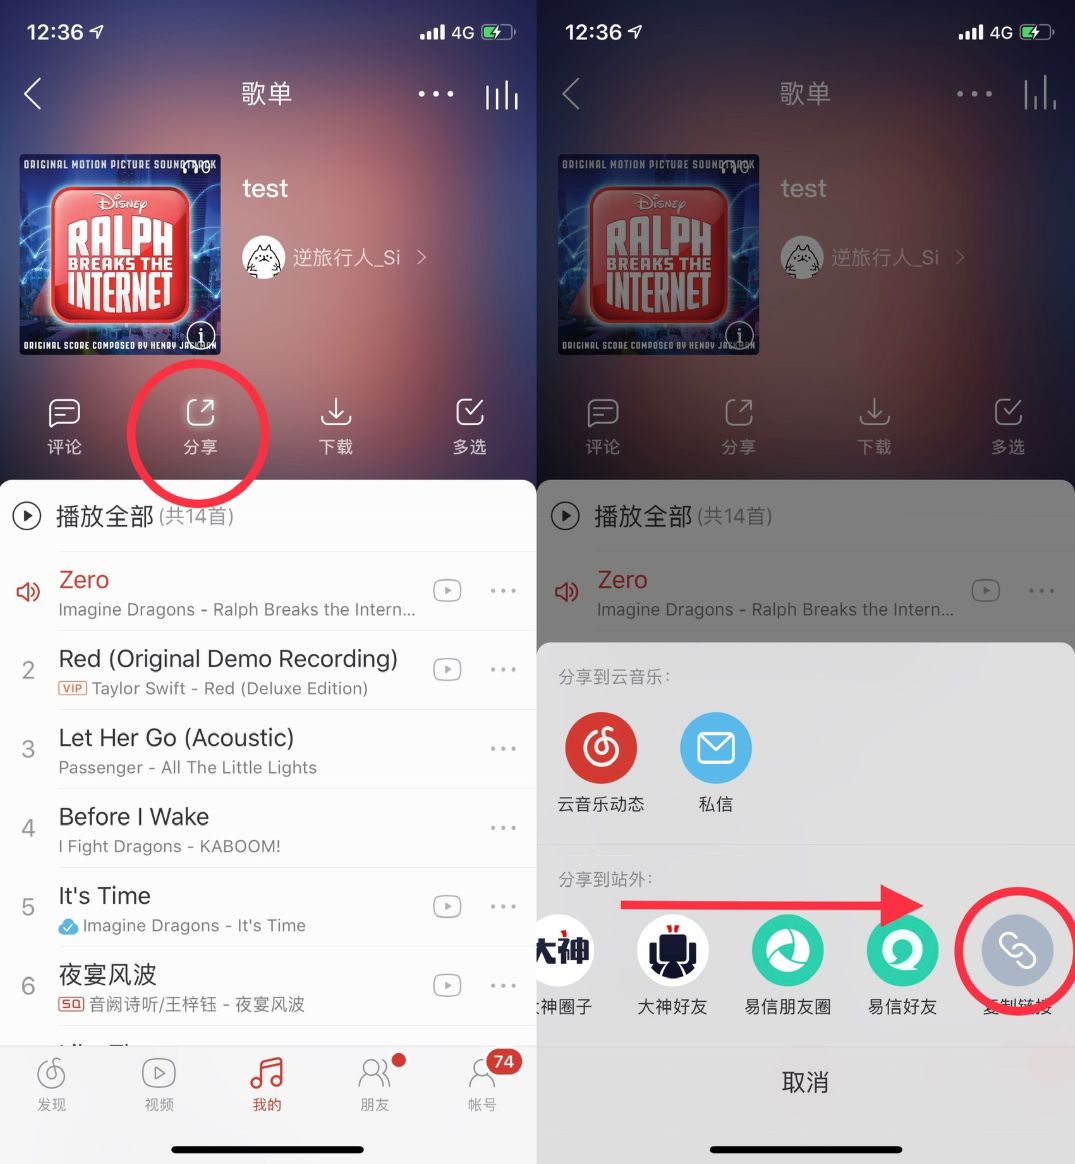 12:36
4G
歌单
ORIGINAL MOTION PICTURE SOUNDTRACK
DISNEY
RALPH
BREAKS THE
INTERNET
ORIGINAL SCORE COMPOSED BY HENRY JACKMAN
test
逆旅行人_Si
评论
分享
下载
多选
播放全部(共14首)
Zero
Imagine Dragons - Ralph Breaks the Intern...
2
Red (Original Demo Recording)
VIP Taylor Swift - Red (Deluxe Edition)
3
Let Her Go (Acoustic)
Passenger - All The Little Lights
4
Before I Wake
I Fight Dragons - KABOOM!
5
It's Time
Imagine Dragons - It's Time
6
夜宴风波
SQ 音阙诗听/王梓钰 - 夜宴风波
发现
视频
我的
朋友
74
帐号
12:36
4G
歌单
ORIGINAL MOTION PICTURE SOUNDTRACK
DISNEY
RALPH
BREAKS THE
INTERNET
ORIGINAL SCORE COMPOSED BY HENRY JACKMAN
test
逆旅行人_Si
评论
分享
下载
多选
播放全部(共14首)
Zero
Imagine Dragons - Ralph Breaks the Intern...
分享到云音乐:
云音乐动态
私信
分享到站外:
大神
神圈子
大神好友
易信朋友圈
易信好友
复制链接
取消